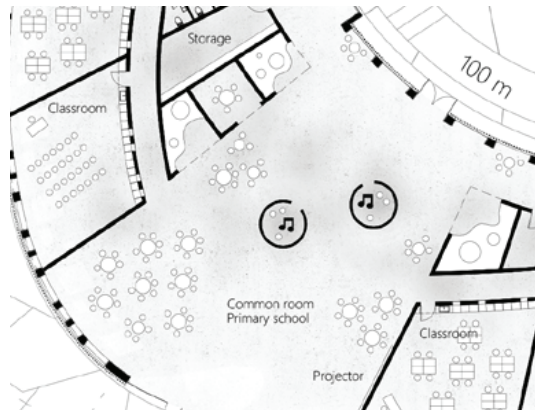 Storage
100 m
Classroom
Common room
Primary school
Classroom
Projector